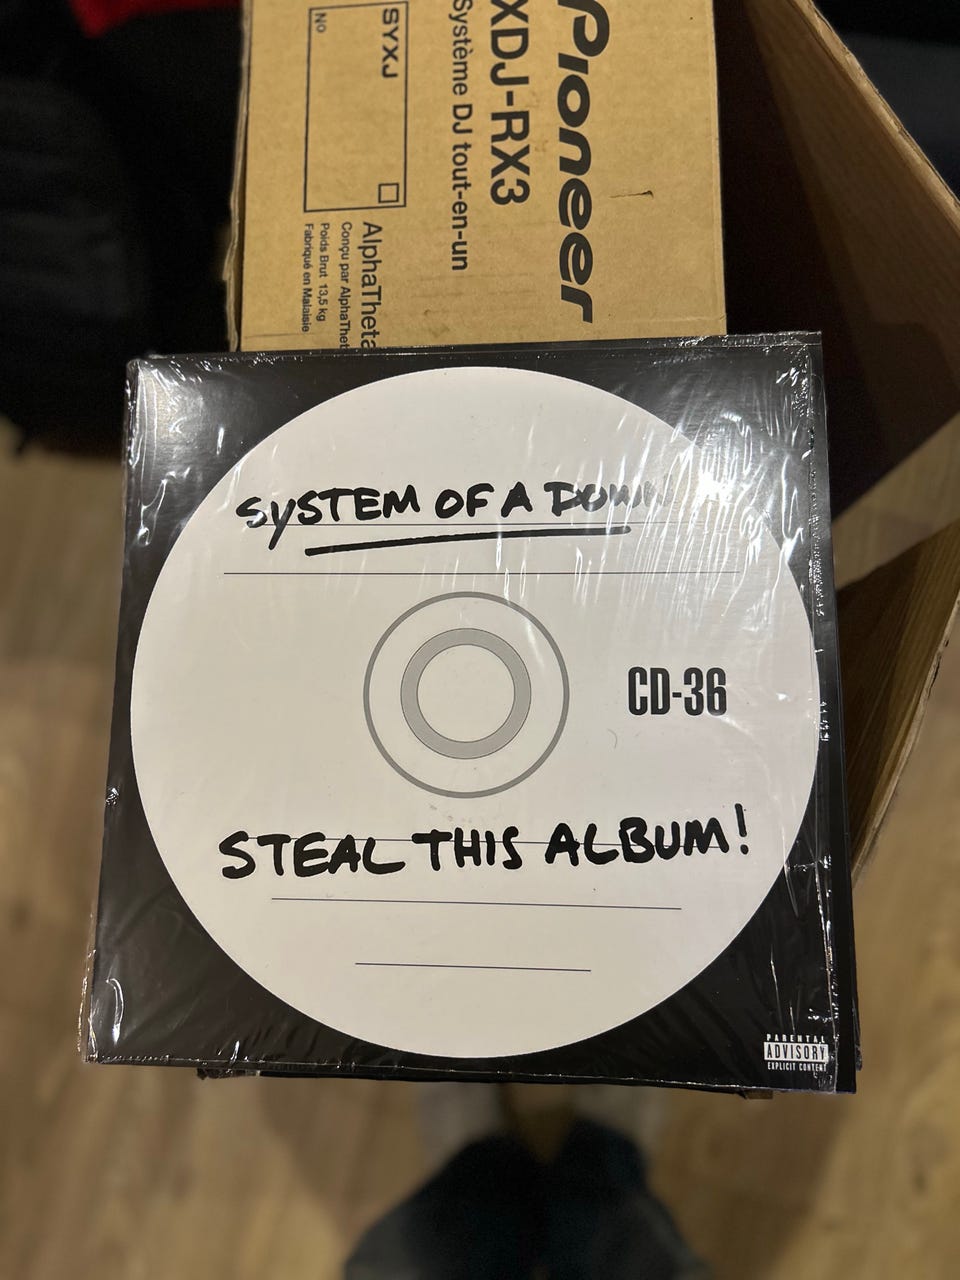 Pioneer
XDJ-RX3
Système DJ tout-en-un
SYXJ
Nº
AlphaTheta
Conçu par AlphaThet
Poids Brut 13,5 kg
Fabriqué en Malaisie
SYSTEM OF A DOWN
CD-36
STEAL THIS ALBUM!
PARENTAL
ADVISORY
EXPLICIT CONTENT